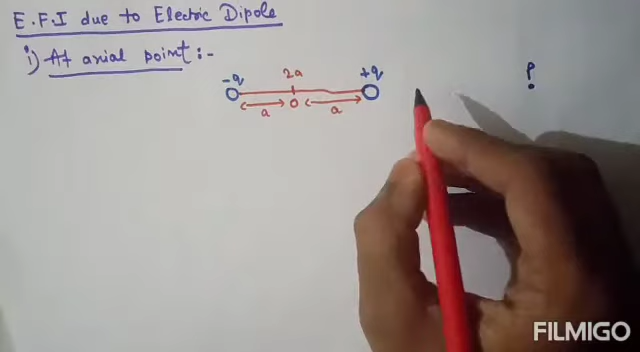 E.F.I due to Electric Dipole
i) At axial point :-
-q 2a +q P
a o a
FILMIGO